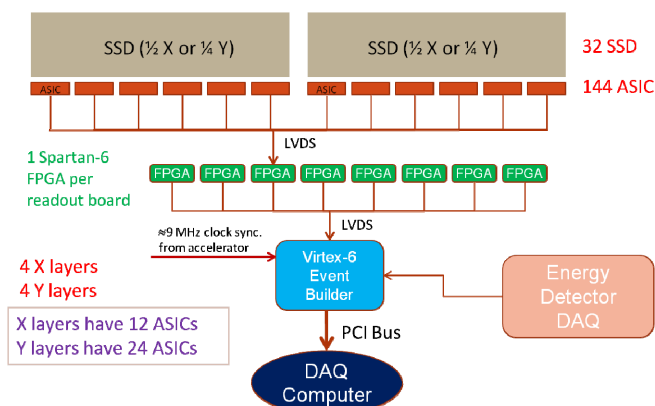 SSD (½ X or ¼ Y)
SSD (½ X or ¼ Y)
32 SSD
ASIC
ASIC
144 ASIC
LVDS
1 Spartan-6
FPGA per
readout board
FPGA FPGA FPGA FPGA FPGA FPGA FPGA FPGA
LVDS
≈9 MHz clock sync.
from accelerator
Virtex-6
Event
Builder
4 X layers
4 Y layers
Energy
Detector
DAQ
X layers have 12 ASICs
Y layers have 24 ASICs
PCI Bus
DAQ
Computer